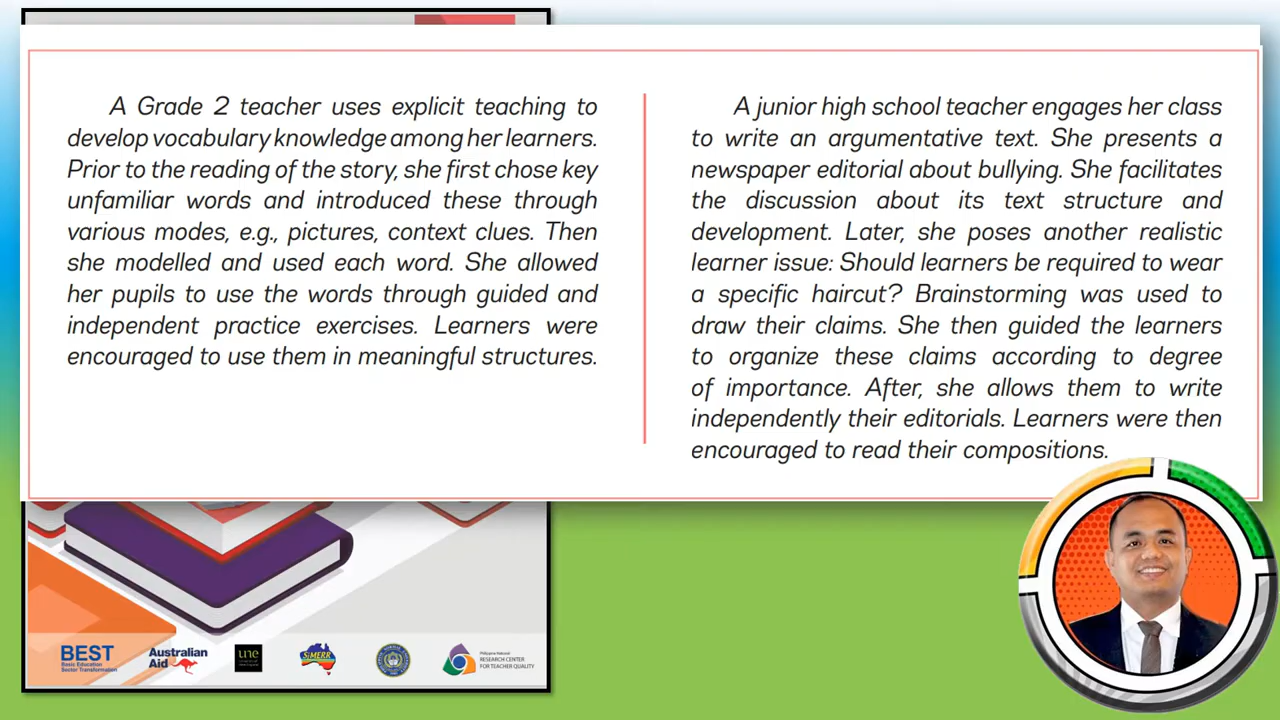 A Grade 2 teacher uses explicit teaching to
develop vocabulary knowledge among her learners.
Prior to the reading of the story, she first chose key
unfamiliar words and introduced these through
various modes, e.g., pictures, context clues. Then
she modelled and used each word. She allowed
her pupils to use the words through guided and
independent practice exercises. Learners were
encouraged to use them in meaningful structures.
A junior high school teacher engages her class
to write an argumentative text. She presents a
newspaper editorial about bullying. She facilitates
the discussion about its text structure and
development. Later, she poses another realistic
learner issue: Should learners be required to wear
a specific haircut? Brainstorming was used to
draw their claims. She then guided the learners
to organize these claims according to degree
of importance. After, she allows them to write
independently their editorials. Learners were then
encouraged to read their compositions.
BEST
Basic Education
Sector Transformation
Australian
Aid
une
SiMERR
Philippine National
RESEARCH CENTER
FOR TEACHER QUALITY